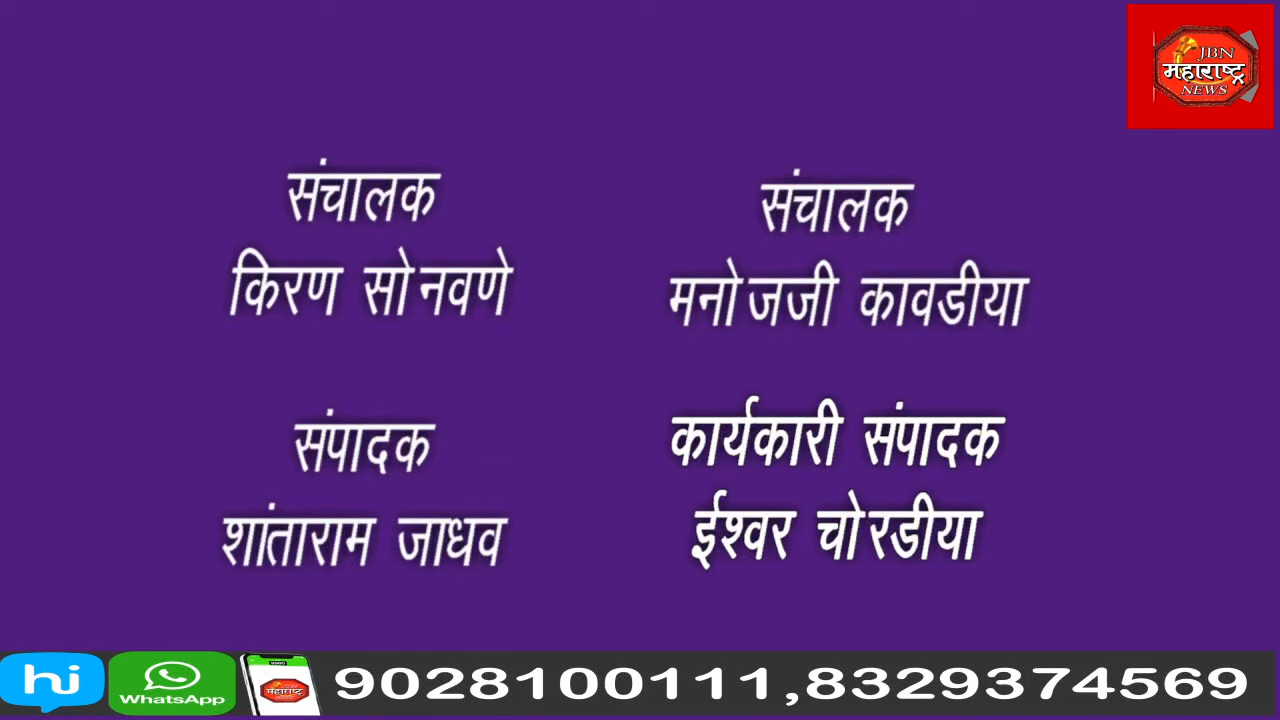 JBN
महाराष्ट्र
NEWS
संचालक
किरण सोनवणे
संचालक
मनोजजी कावडीया
संपादक
शांताराम जाधव
कार्यकारी संपादक
ईश्वर चोरडीया
hi
WhatsApp
महाराष्ट्र
9028100111,8329374569